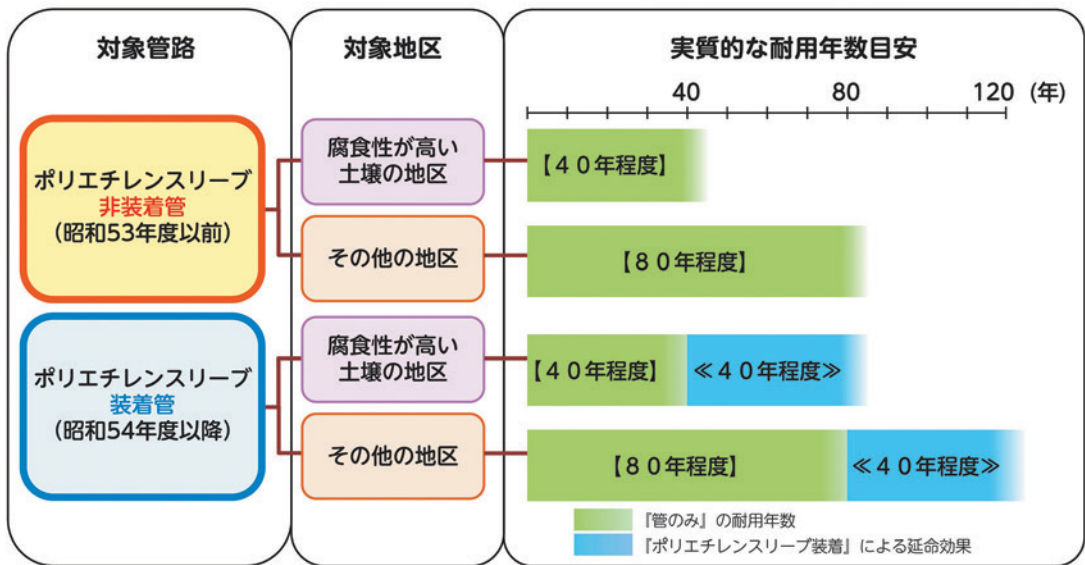 対象管路
対象地区
実質的な耐用年数目安
40
80
120
(年)
ポリエチレンスリーブ
非装着管
(昭和53年度以前)
腐食性が高い
土壌の地区
【４０年程度】
その他の地区
【８０年程度】
ポリエチレンスリーブ
装着管
(昭和54年度以降)
腐食性が高い
土壌の地区
【４０年程度】
≪４０年程度≫
その他の地区
【８０年程度】
≪４０年程度≫
『管のみ』の耐用年数
『ポリエチレンスリーブ装着』による延命効果